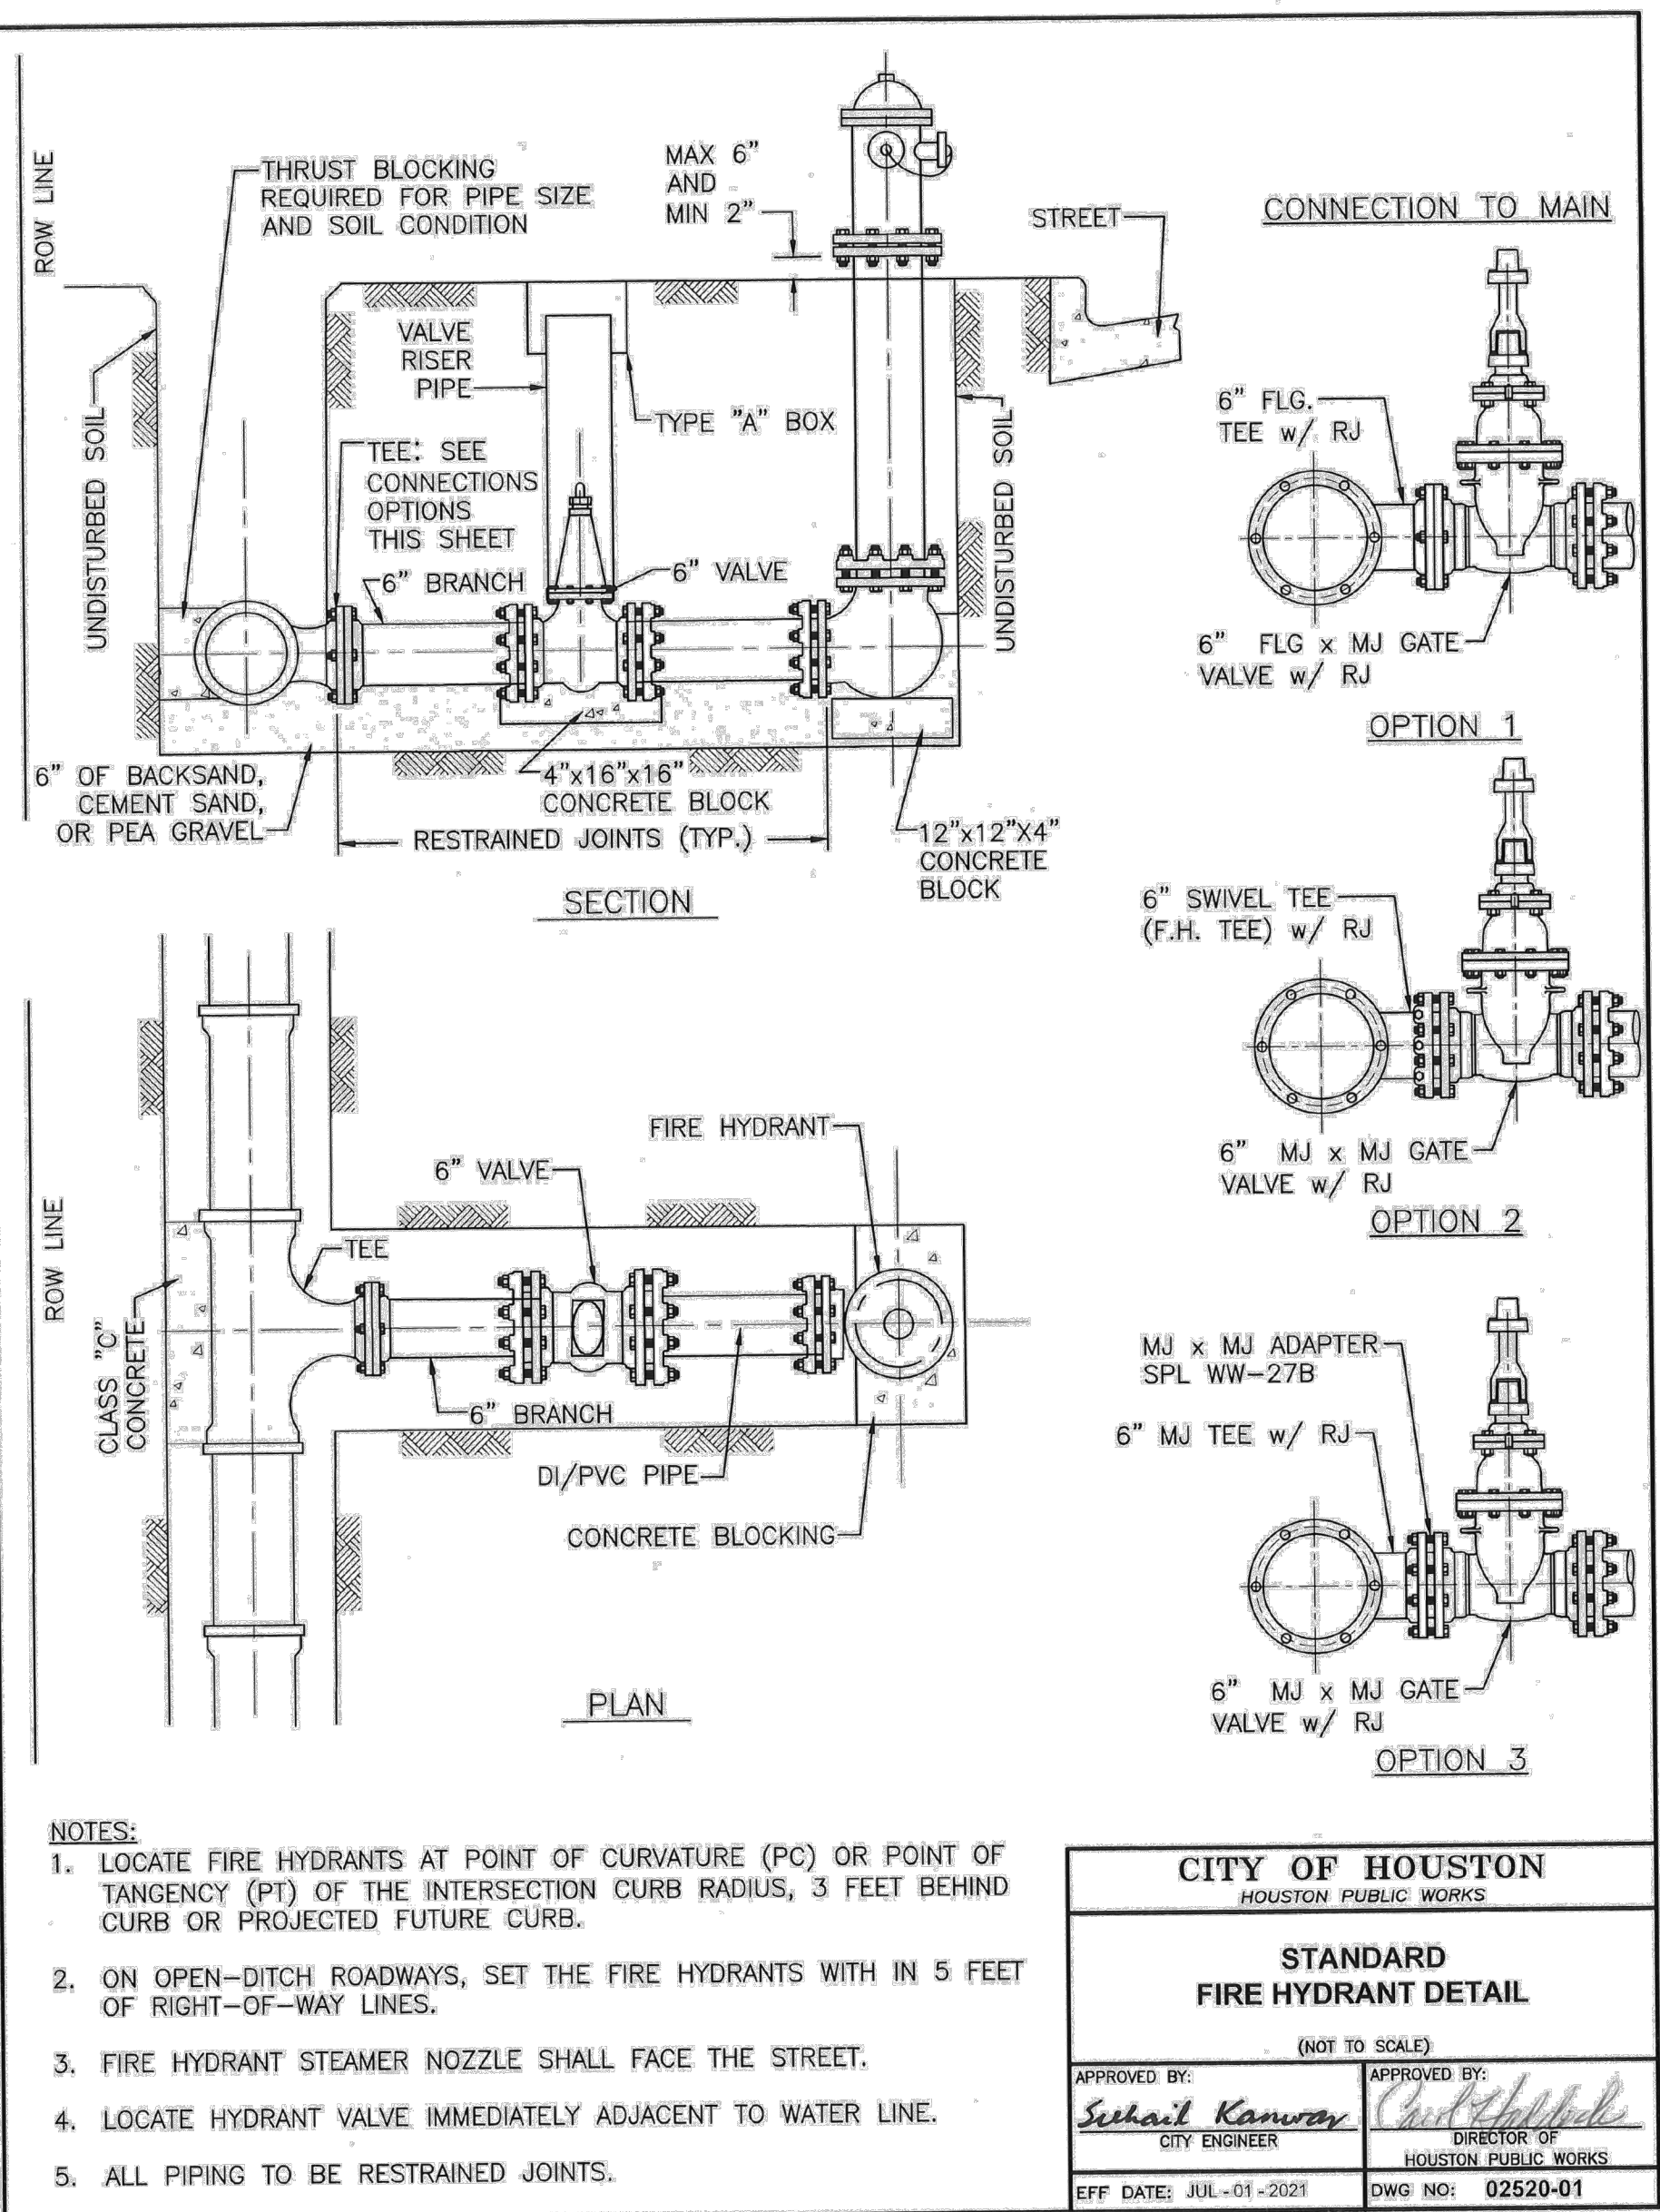 ROW LINE
THRUST BLOCKING
REQUIRED FOR PIPE SIZE
AND SOIL CONDITION
MAX 6"
AND
MIN 2"
STREET
UNDISTURBED SOIL
VALVE
RISER
PIPE
TYPE "A" BOX
TEE: SEE
CONNECTIONS
OPTIONS
THIS SHEET
6" BRANCH
6" VALVE
UNDISTURBED SOIL
6" OF BACKSAND,
CEMENT SAND,
OR PEA GRAVEL
4"x16"x16"
CONCRETE BLOCK
RESTRAINED JOINTS (TYP.)
12"x12"X4"
CONCRETE
BLOCK
SECTION
CONNECTION TO MAIN
6" FLG.
TEE w/ RJ
6" FLG x MJ GATE
VALVE w/ RJ
OPTION 1
6" SWIVEL TEE
(F.H. TEE) w/ RJ
6" MJ x MJ GATE
VALVE w/ RJ
OPTION 2
MJ x MJ ADAPTER
SPL WW-27B
6" MJ TEE w/ RJ
6" MJ x MJ GATE
VALVE w/ RJ
OPTION 3
ROW LINE
FIRE HYDRANT
6" VALVE
TEE
CLASS "C"
CONCRETE
6" BRANCH
DI/PVC PIPE
CONCRETE BLOCKING
PLAN
NOTES:
1. LOCATE FIRE HYDRANTS AT POINT OF CURVATURE (PC) OR POINT OF
TANGENCY (PT) OF THE INTERSECTION CURB RADIUS, 3 FEET BEHIND
CURB OR PROJECTED FUTURE CURB.
2. ON OPEN-DITCH ROADWAYS, SET THE FIRE HYDRANTS WITH IN 5 FEET
OF RIGHT-OF-WAY LINES.
3. FIRE HYDRANT STEAMER NOZZLE SHALL FACE THE STREET.
4. LOCATE HYDRANT VALVE IMMEDIATELY ADJACENT TO WATER LINE.
5. ALL PIPING TO BE RESTRAINED JOINTS.
CITY OF HOUSTON
HOUSTON PUBLIC WORKS
STANDARD
FIRE HYDRANT DETAIL
(NOT TO SCALE)
APPROVED BY:
Suhail Kanwar
CITY ENGINEER
APPROVED BY:
Carol Haddock
DIRECTOR OF
HOUSTON PUBLIC WORKS
EFF DATE: JUL-01-2021
DWG NO: 02520-01